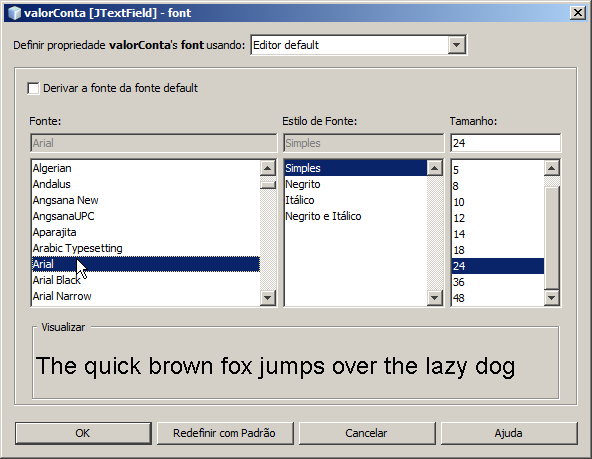 valorConta [JTextField] - font
Definir propriedade valorConta's font usando: Editor default
Derivar a fonte da fonte default
Fonte: Estilo de Fonte: Tamanho:
Arial Simples 24
Algerian
Andalus
Angsana New
AngsanaUPC
Aparajita
Arabic Typesetting
Arial
Arial Black
Arial Narrow
Simples
Negrito
Itálico
Negrito e Itálico
5
8
10
12
14
18
24
36
48
Visualizar
The quick brown fox jumps over the lazy dog
OK Redefinir com Padrão Cancelar Ajuda